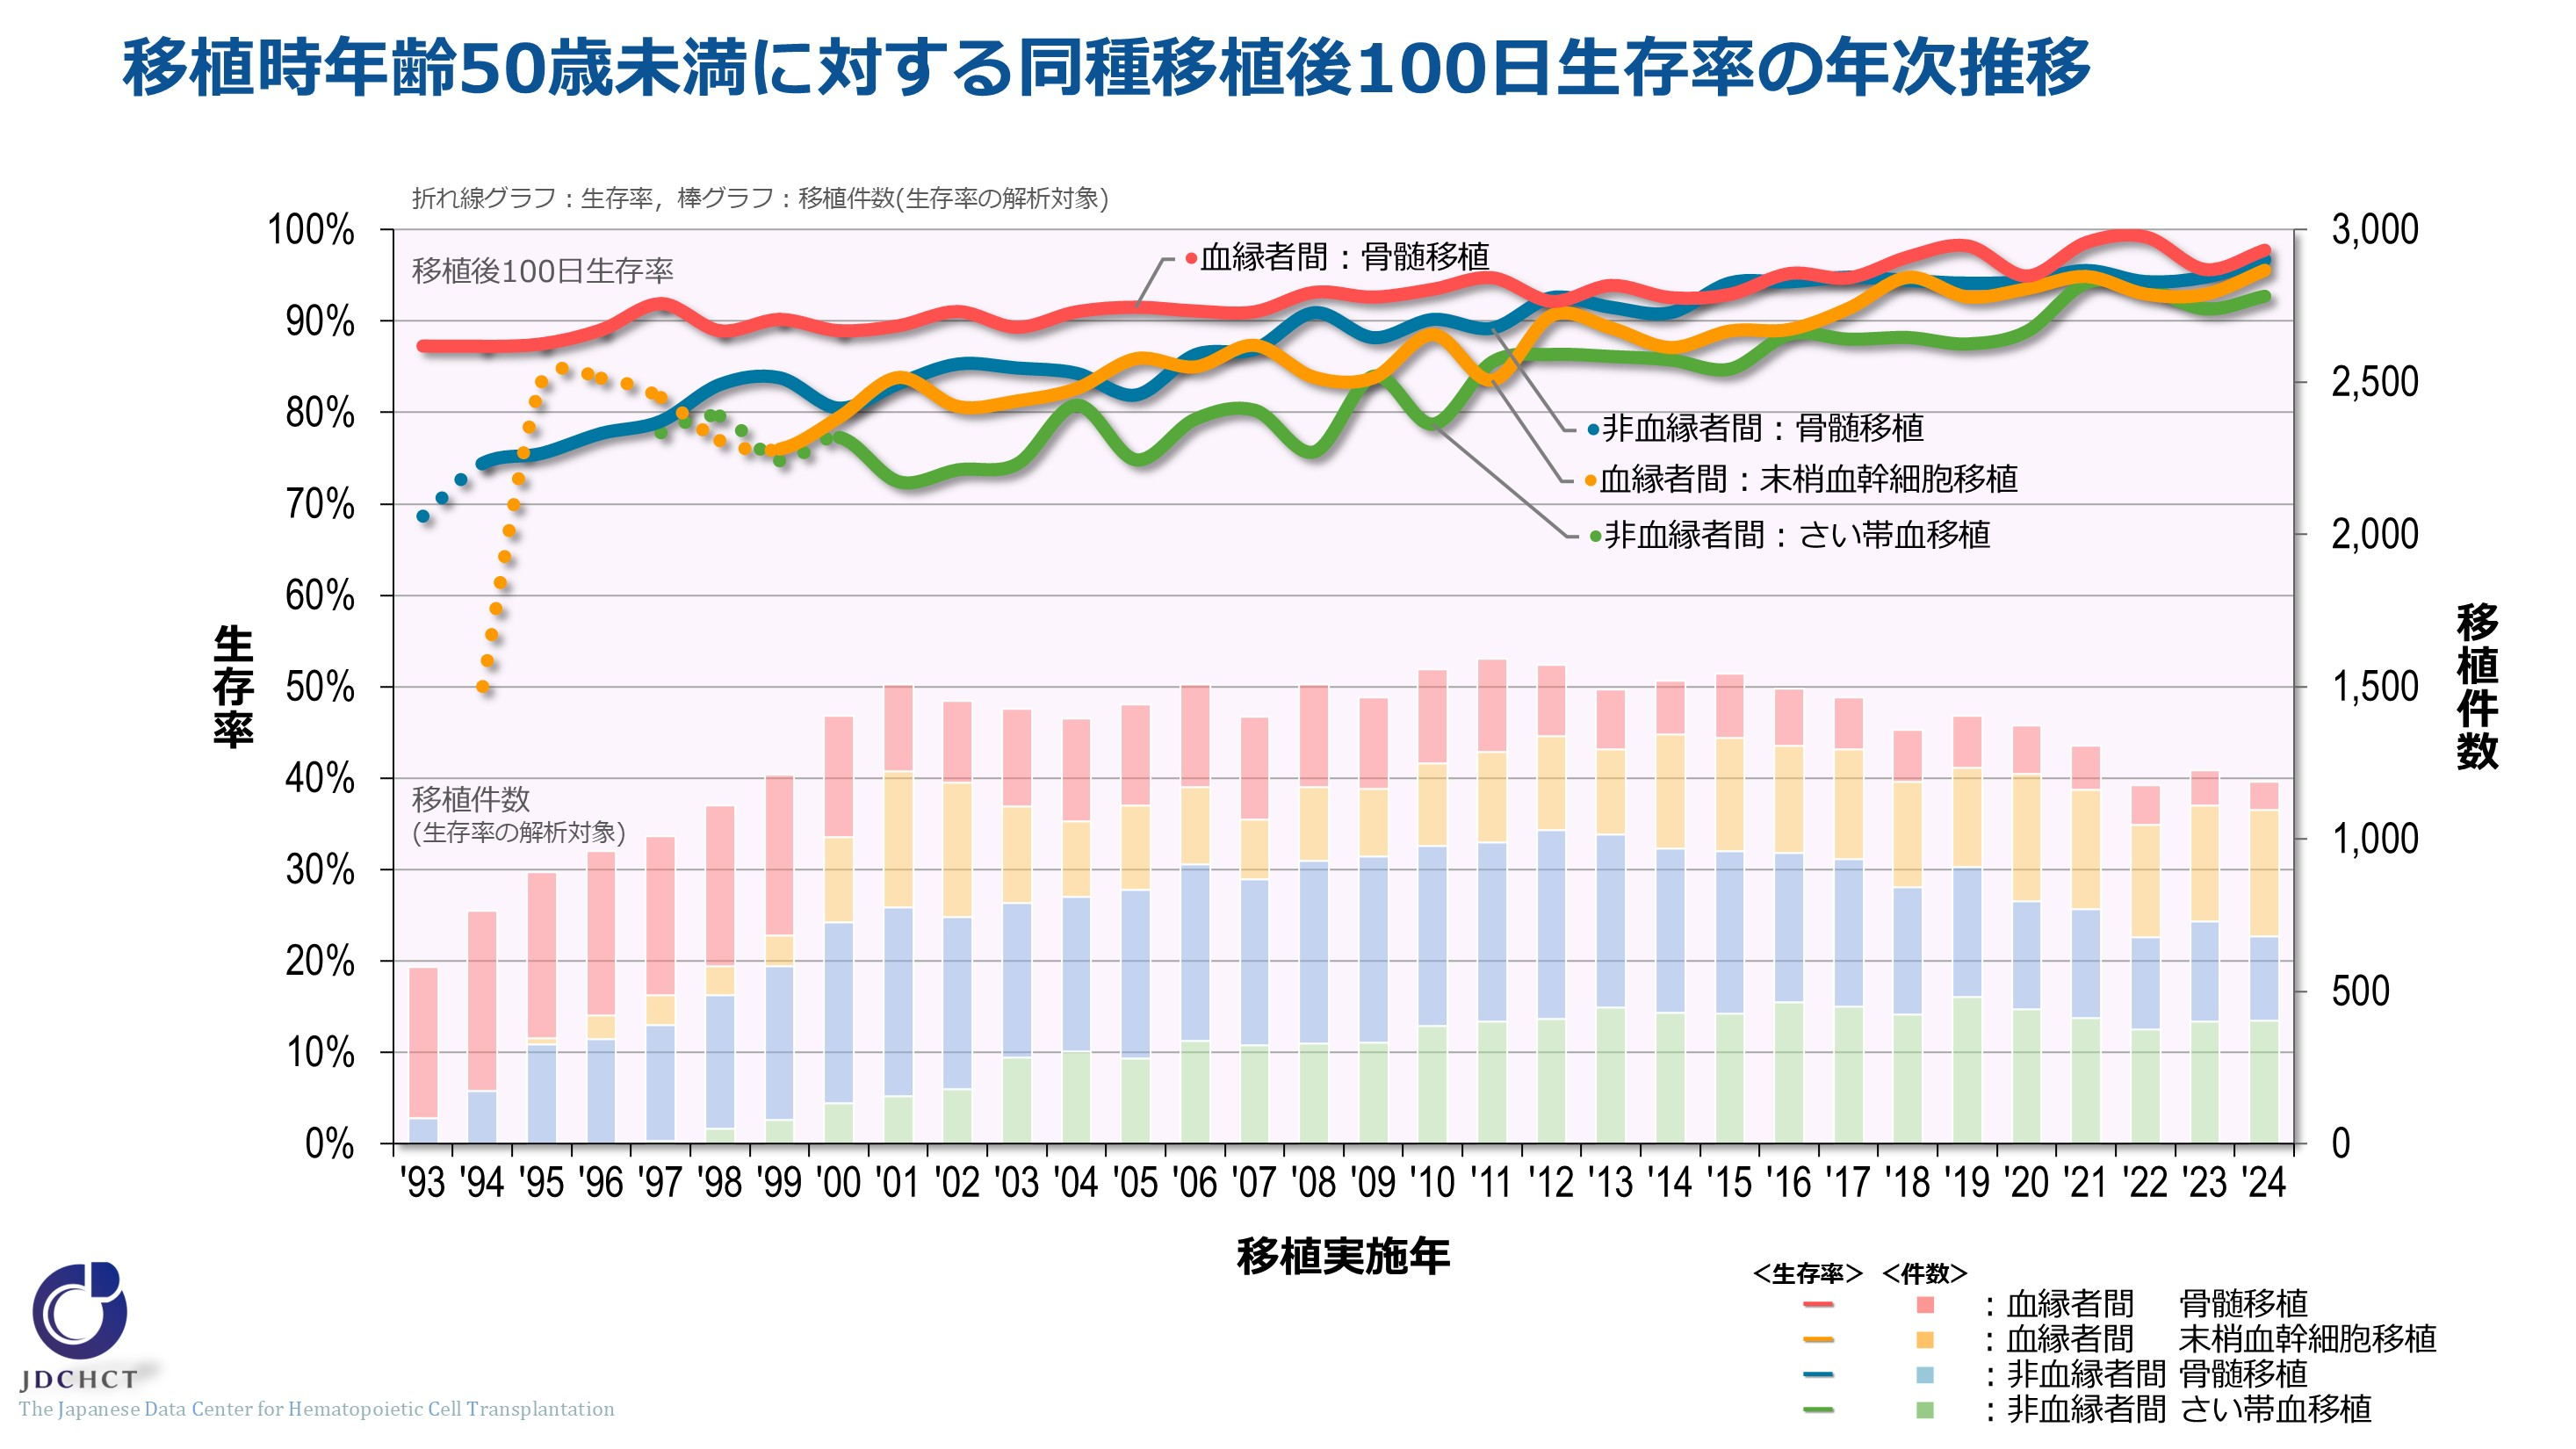 移植時年齢50歳未満に対する同種移植後100日生存率の年次推移
折れ線グラフ：生存率，棒グラフ：移植件数(生存率の解析対象)
移植後100日生存率
100%
90%
80%
70%
60%
50%
40%
30%
20%
10%
0%
生存率
3,000
2,500
2,000
1,500
1,000
500
0
移植件数
血縁者間：骨髄移植
非血縁者間：骨髄移植
血縁者間：末梢血幹細胞移植
非血縁者間：さい帯血移植
移植件数
(生存率の解析対象)
'93 '94 '95 '96 '97 '98 '99 '00 '01 '02 '03 '04 '05 '06 '07 '08 '09 '10 '11 '12 '13 '14 '15 '16 '17 '18 '19 '20 '21 '22 '23 '24
移植実施年
＜生存率＞ ＜件数＞
：血縁者間 骨髄移植
：血縁者間 末梢血幹細胞移植
：非血縁者間 骨髄移植
：非血縁者間 さい帯血移植
JDCHCT
The Japanese Data Center for Hematopoietic Cell Transplantation